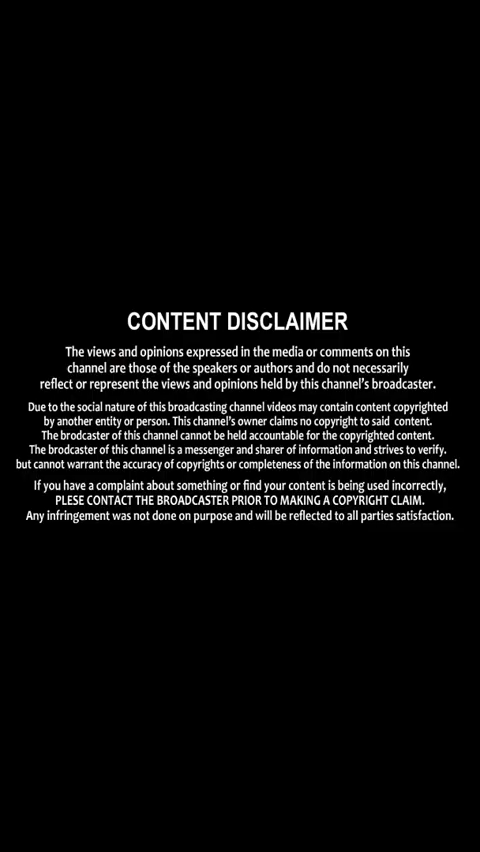 CONTENT DISCLAIMER
The views and opinions expressed in the media or comments on this
channel are those of the speakers or authors and do not necessarily
reflect or represent the views and opinions held by this channel's broadcaster.
Due to the social nature of this broadcasting channel videos may contain content copyrighted
by another entity or person. This channel's owner claims no copyright to said content.
The brodcaster of this channel cannot be held accountable for the copyrighted content.
The brodcaster of this channel is a messenger and sharer of information and strives to verify.
but cannot warrant the accuracy of copyrights or completeness of the information on this channel.
If you have a complaint about something or find your content is being used incorrectly,
PLESE CONTACT THE BROADCASTER PRIOR TO MAKING A COPYRIGHT CLAIM.
Any infringement was not done on purpose and will be reflected to all parties satisfaction.